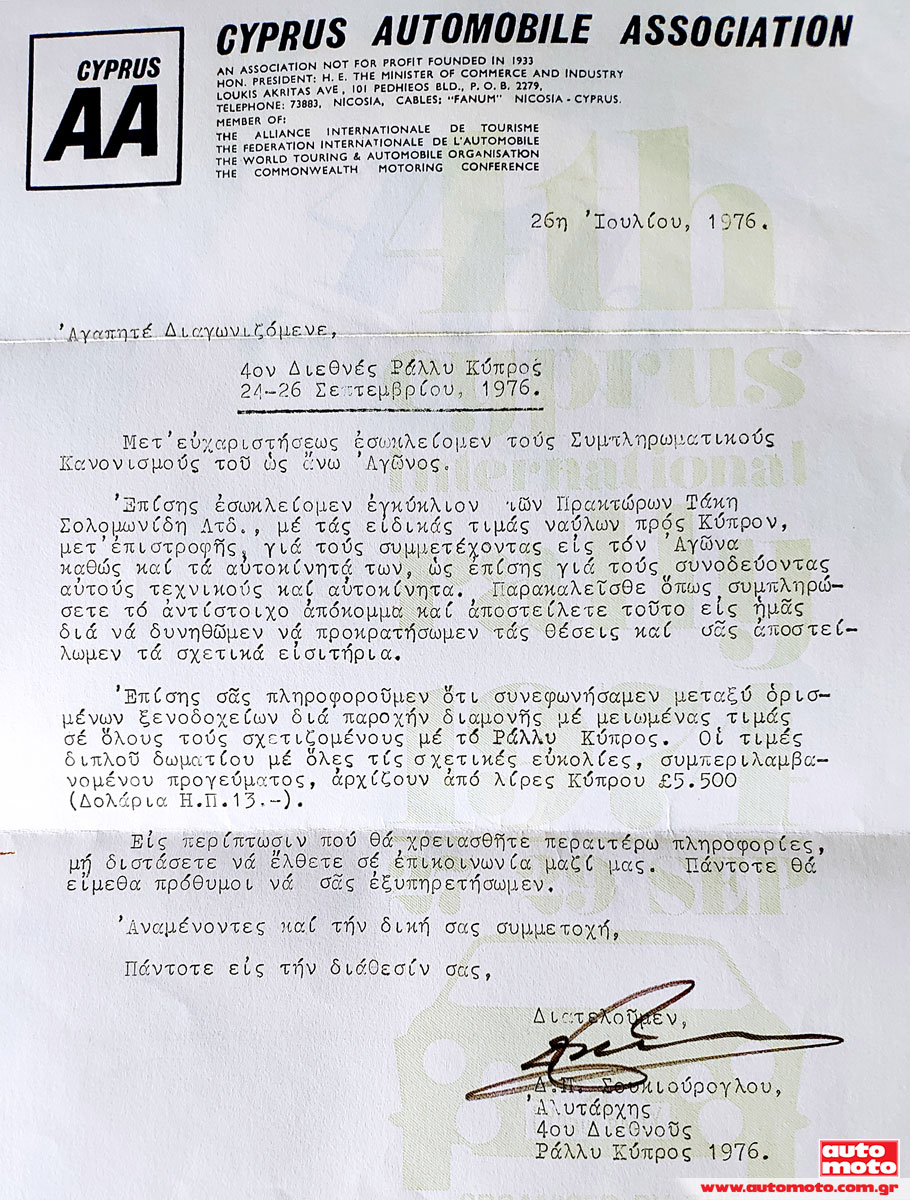 CYPRUS
AA
CYPRUS AUTOMOBILE ASSOCIATION
AN ASSOCIATION NOT FOR PROFIT FOUNDED IN 1933
HON. PRESIDENT: H. E. THE MINISTER OF COMMERCE AND INDUSTRY
LOUKIS AKRITAS AVE , 101 PEDHIEOS BLD., P. O. B. 2279,
TELEPHONE: 73883, NICOSIA, CABLES; "FANUM" NICOSIA - CYPRUS.
MEMBER OF:
THE ALLIANCE INTERNATIONALE DE TOURISME
THE FEDERATION INTERNATIONALE DE L'AUTOMOBILE
THE WORLD TOURING & AUTOMOBILE ORGANISATION
THE COMMONWEALTH MOTORING CONFERENCE
26η Ἰουλίου, 1976.
Ἀγαπητέ Διαγωνιζόμενε,
4ον Διεθνές Ράλλυ Κύπρος
24-26 Σεπτεμβρίου, 1976.
Μετ'εὐχαριστήσεως ἐσωκλείομεν τούς Συμπληρωματικούς
Κανονισμούς τοῦ ὡς ἄνω Ἀγῶνος.
Ἐπίσης ἐσωκλείομεν ἐγκύκλιον τῶν Πρακτώρων Τάκη
Σολομωνίδη Λτδ., μέ τάς εἰδικάς τιμάς ναύλων πρός Κύπρον,
μετ'ἐπιστροφῆς, γιά τούς συμμετέχοντας εἰς τόν Ἀγῶνα
καθώς καί τά αὐτοκίνητά των, ὡς ἐπίσης γιά τούς συνοδεύοντας
αὐτούς τεχνικούς καί αὐτοκίνητα. Παρακαλεῖσθε ὅπως συμπληρώ-
σετε τό ἀντίστοιχο ἀπόκομμα καί ἀποστείλετε τοῦτο εἰς ἡμᾶς
διά νά δυνηθῶμεν νά προκρατήσωμεν τάς θέσεις καί σᾶς ἀποστεί-
λωμεν τά σχετικά εἰσιτήρια.
Ἐπίσης σᾶς πληροφοροῦμεν ὅτι συνεφωνήσαμεν μεταξύ ὁρισ-
μένων ξενοδοχείων διά παροχήν διαμονῆς μέ μειωμένας τιμάς
σέ ὅλους τούς σχετιζομένους μέ τό Ράλλυ Κύπρος. Οἱ τιμές
διπλοῦ δωματίου μέ ὅλες τίς σχετικές εὐκολίες, συμπεριλαμβα-
νομένου προγεύματος, ἀρχίζουν ἀπό λίρες Κύπρου £5.500
(Δολάρια Η.Π.13.-).
Εἰς περίπτωσιν πού θά χρειασθῆτε περαιτέρω πληροφορίες,
μή διστάσετε νά ἔλθετε σέ ἐπικοινωνία μαζί μας. Πάντοτε θά
εἴμεθα πρόθυμοι νά σᾶς ἐξυπηρετήσωμεν.
Ἀναμένοντες καί τήν δική σας συμμετοχή,
Πάντοτε εἰς τήν διάθεσίν σας,
Διατελοῦμεν,
Δ.Π. Σουκιούρογλου,
Ἀλυτάρχης
4ου Διεθνοῦς
Ράλλυ Κύπρος 1976.
4th
cyprus
international
rally
SEP
auto
moto
www.automoto.com.gr